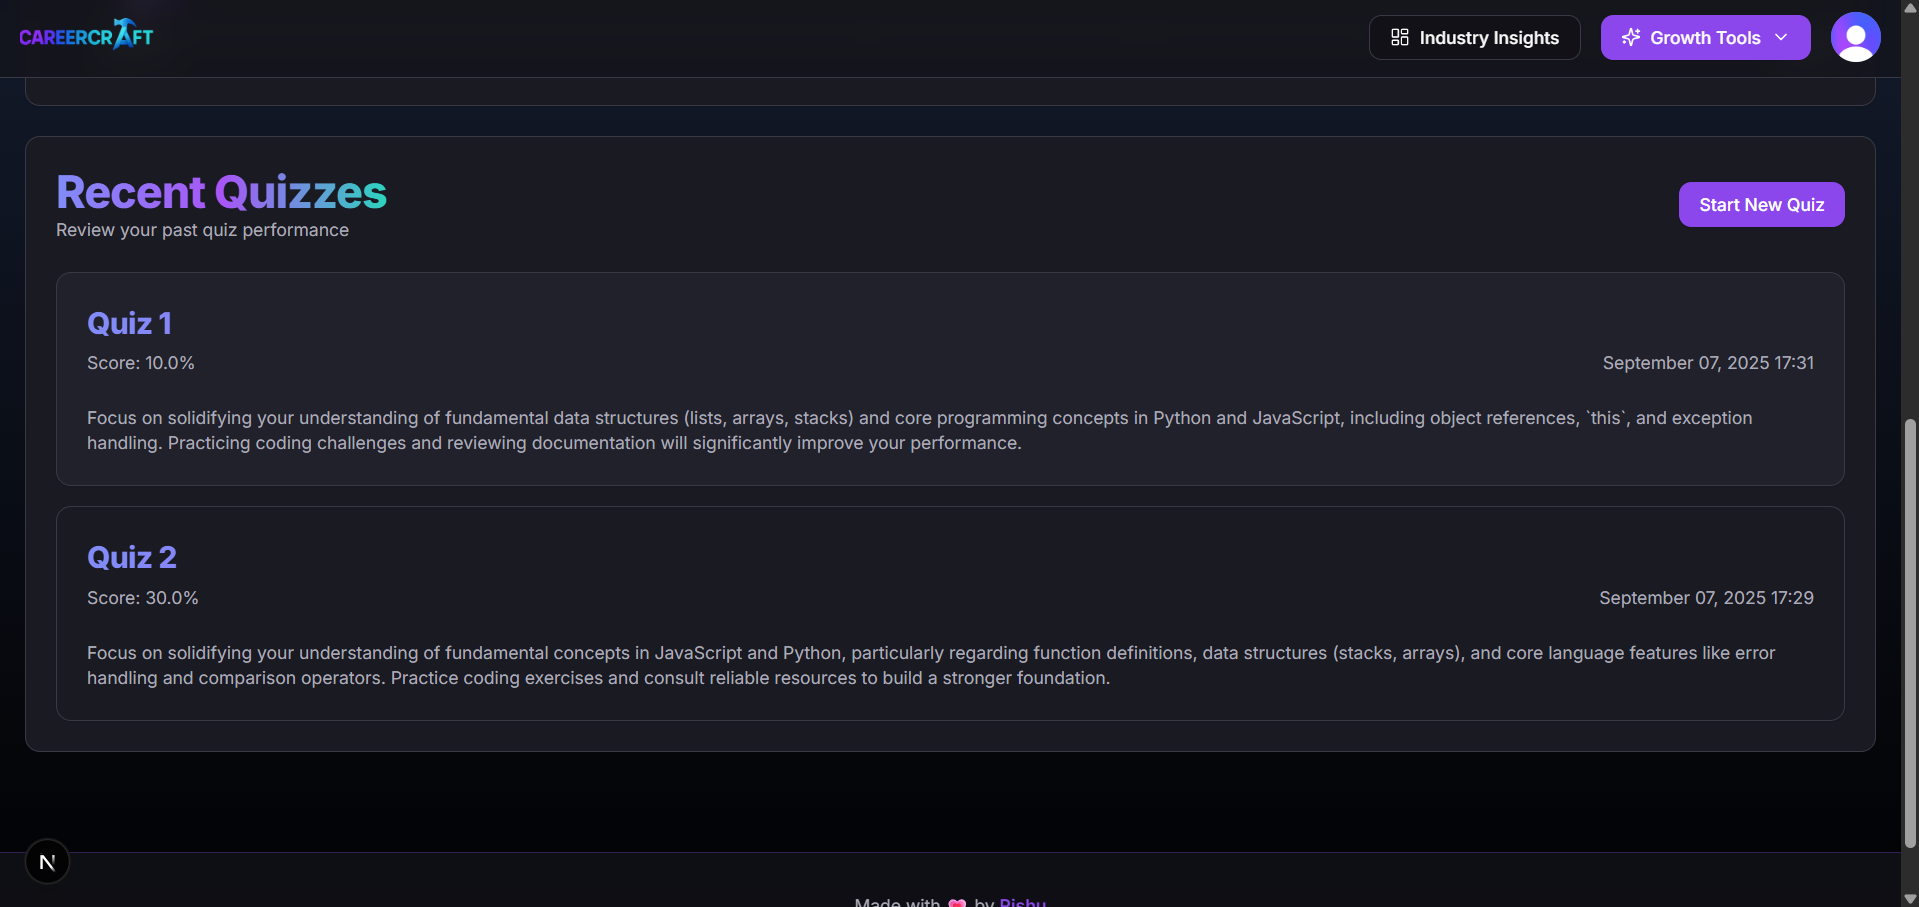 CAREERCRAFT
Industry Insights
Growth Tools
Recent Quizzes
Review your past quiz performance
Start New Quiz
Quiz 1
Score: 10.0%
September 07, 2025 17:31
Focus on solidifying your understanding of fundamental data structures (lists, arrays, stacks) and core programming concepts in Python and JavaScript, including object references, `this`, and exception
handling. Practicing coding challenges and reviewing documentation will significantly improve your performance.
Quiz 2
Score: 30.0%
September 07, 2025 17:29
Focus on solidifying your understanding of fundamental concepts in JavaScript and Python, particularly regarding function definitions, data structures (stacks, arrays), and core language features like error
handling and comparison operators. Practice coding exercises and consult reliable resources to build a stronger foundation.
N
Made with 💗 by Rishu